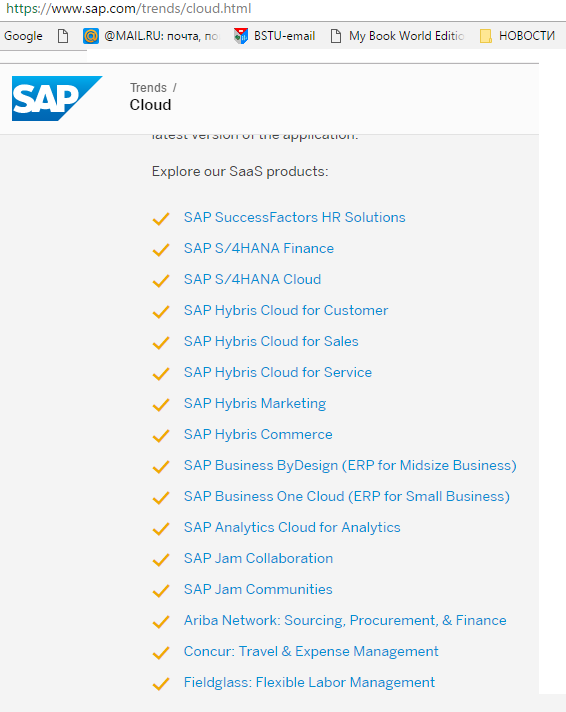 https://www.sap.com/trends/cloud.html
Google @MAIL.RU: почта, по BSTU-email My Book World Editio НОВОСТИ
SAP
Trends /
Cloud
latest version of the application.
Explore our SaaS products:
SAP SuccessFactors HR Solutions
SAP S/4HANA Finance
SAP S/4HANA Cloud
SAP Hybris Cloud for Customer
SAP Hybris Cloud for Sales
SAP Hybris Cloud for Service
SAP Hybris Marketing
SAP Hybris Commerce
SAP Business ByDesign (ERP for Midsize Business)
SAP Business One Cloud (ERP for Small Business)
SAP Analytics Cloud for Analytics
SAP Jam Collaboration
SAP Jam Communities
Ariba Network: Sourcing, Procurement, & Finance
Concur: Travel & Expense Management
Fieldglass: Flexible Labor Management